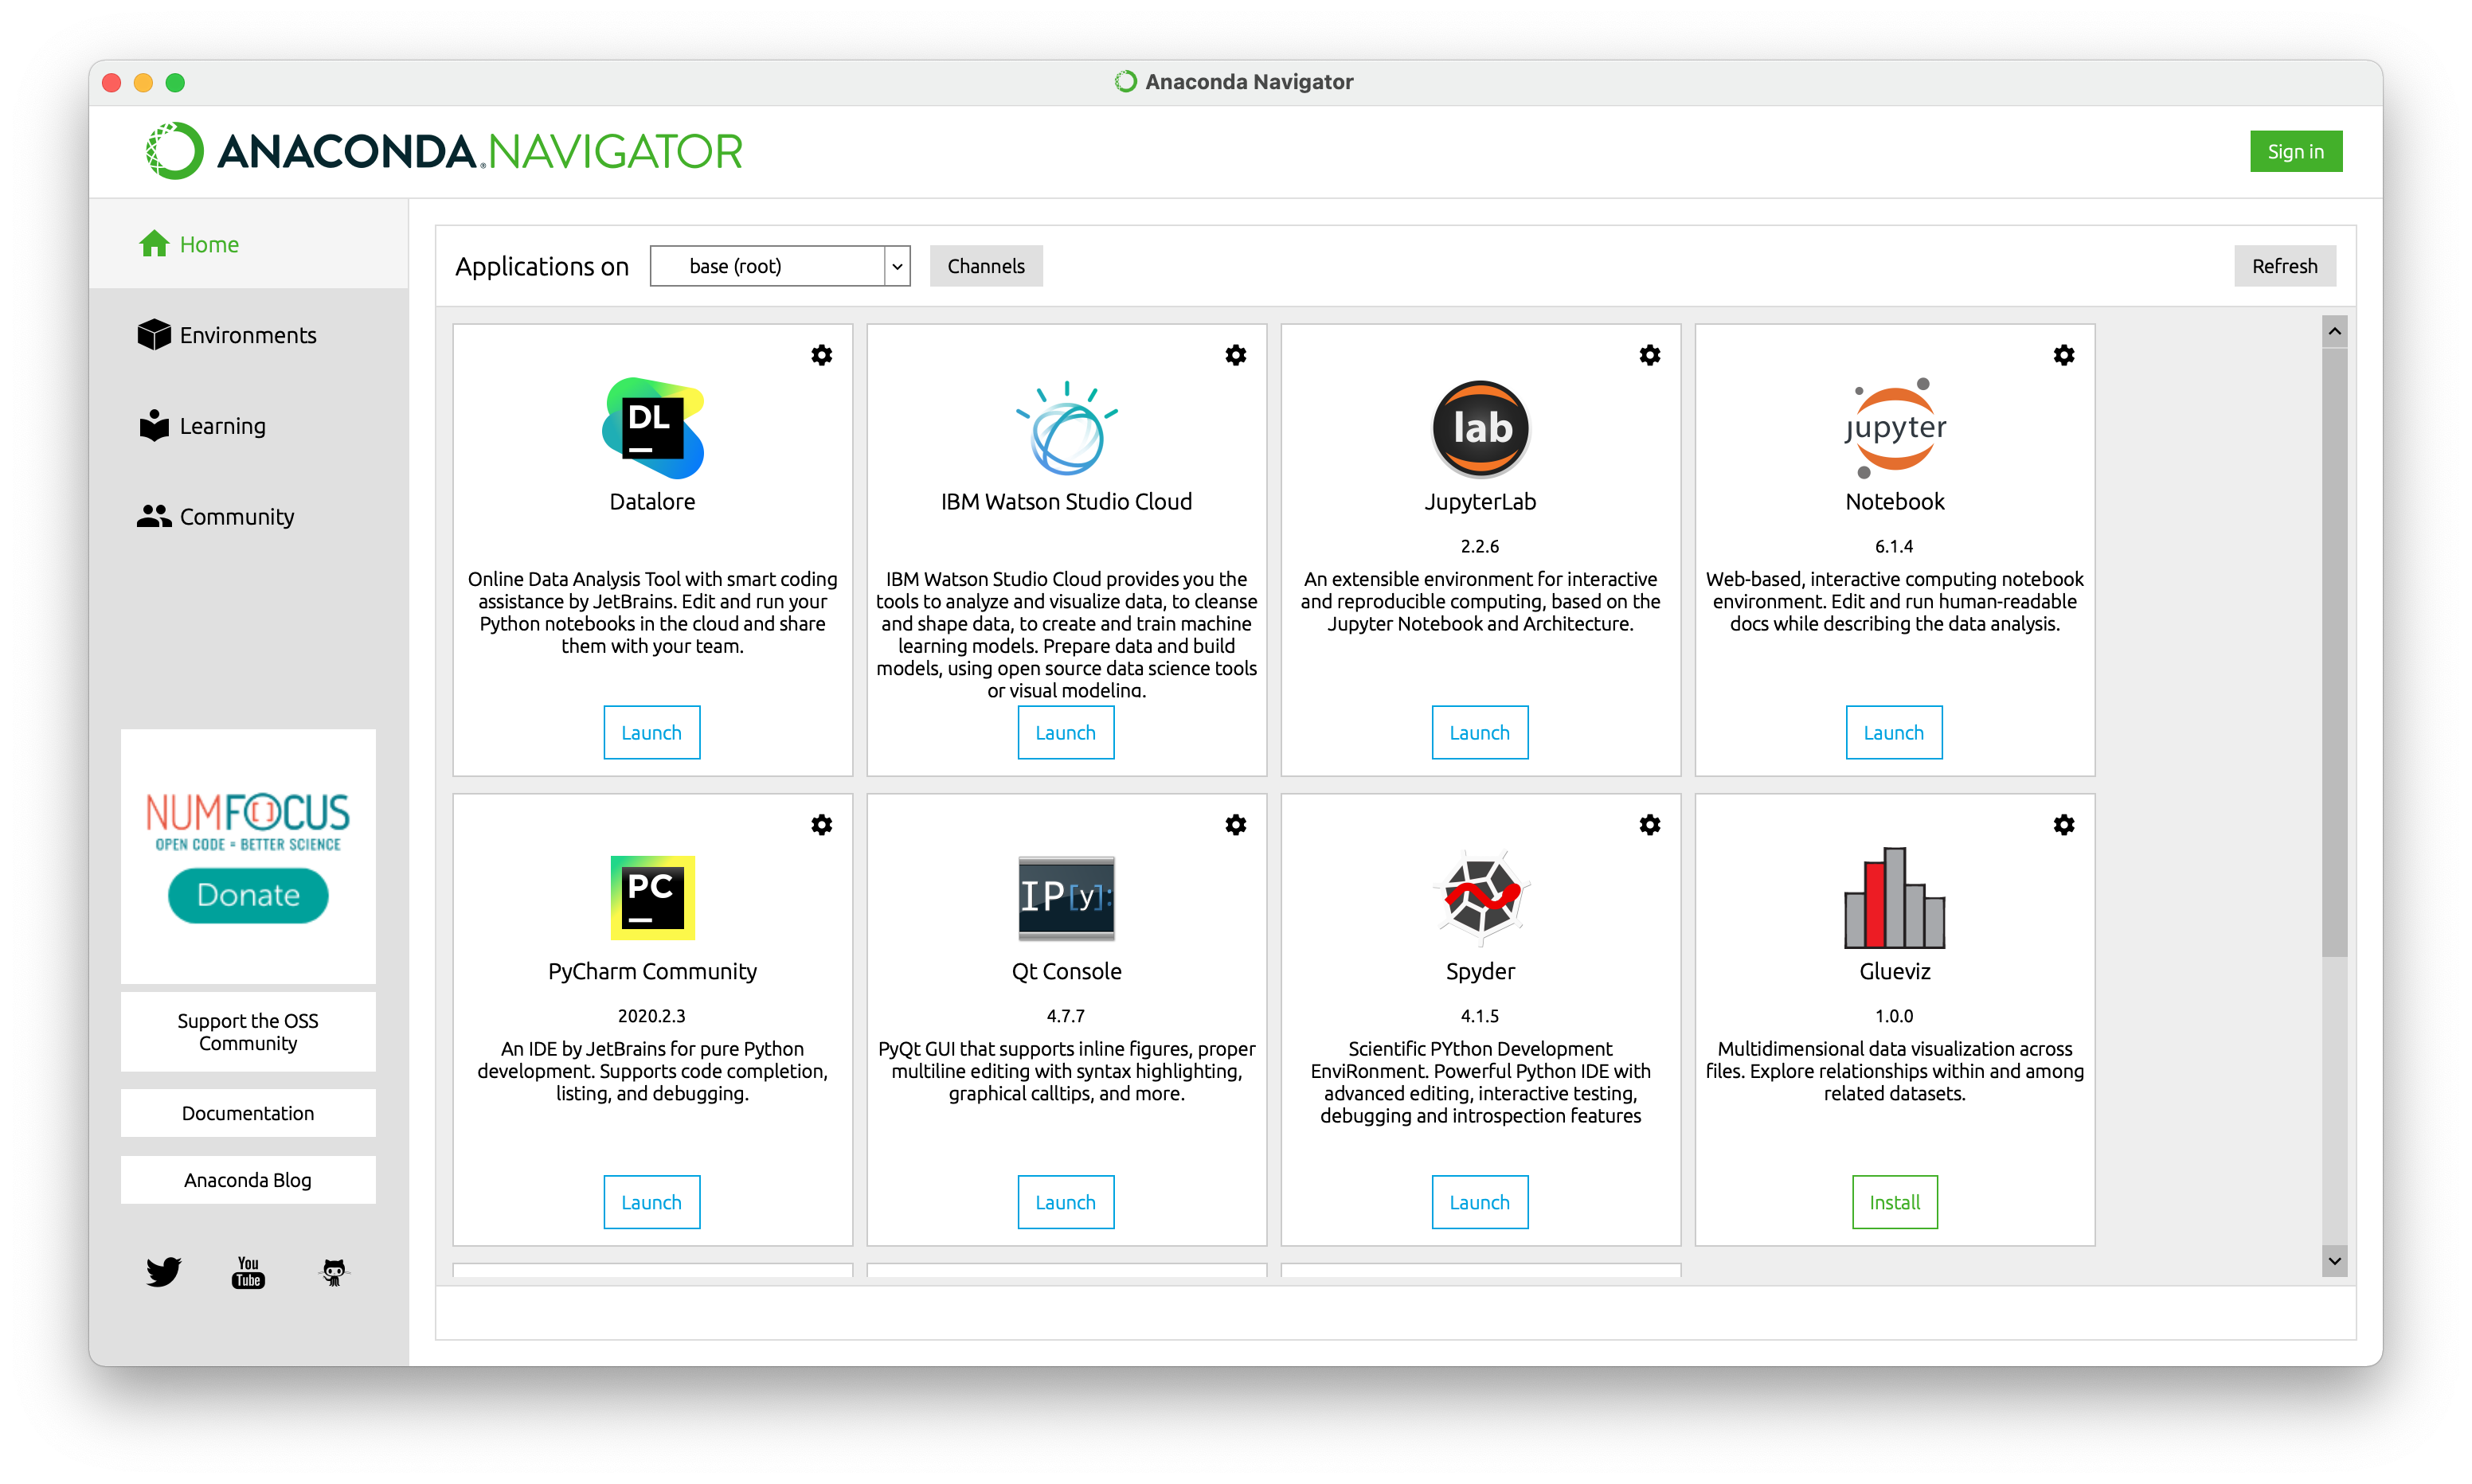 Anaconda Navigator
ANACONDA.NAVIGATOR
Sign in
Home
Environments
Learning
Community
NUMFOCUS
OPEN CODE = BETTER SCIENCE
Donate
Support the OSS
Community
Documentation
Anaconda Blog
You
Tube
Applications on
base (root)
Channels
Refresh
DL
Datalore
Online Data Analysis Tool with smart coding
assistance by JetBrains. Edit and run your
Python notebooks in the cloud and share
them with your team.
Launch
IBM Watson Studio Cloud
IBM Watson Studio Cloud provides you the
tools to analyze and visualize data, to cleanse
and shape data, to create and train machine
learning models. Prepare data and build
models, using open source data science tools
or visual modeling.
Launch
lab
JupyterLab
2.2.6
An extensible environment for interactive
and reproducible computing, based on the
Jupyter Notebook and Architecture.
Launch
jupyter
Notebook
6.1.4
Web-based, interactive computing notebook
environment. Edit and run human-readable
docs while describing the data analysis.
Launch
PC
PyCharm Community
2020.2.3
An IDE by JetBrains for pure Python
development. Supports code completion,
listing, and debugging.
Launch
IP[y]:
Qt Console
4.7.7
PyQt GUI that supports inline figures, proper
multiline editing with syntax highlighting,
graphical calltips, and more.
Launch
Spyder
4.1.5
Scientific PYthon Development
EnviRonment. Powerful Python IDE with
advanced editing, interactive testing,
debugging and introspection features
Launch
Glueviz
1.0.0
Multidimensional data visualization across
files. Explore relationships within and among
related datasets.
Install